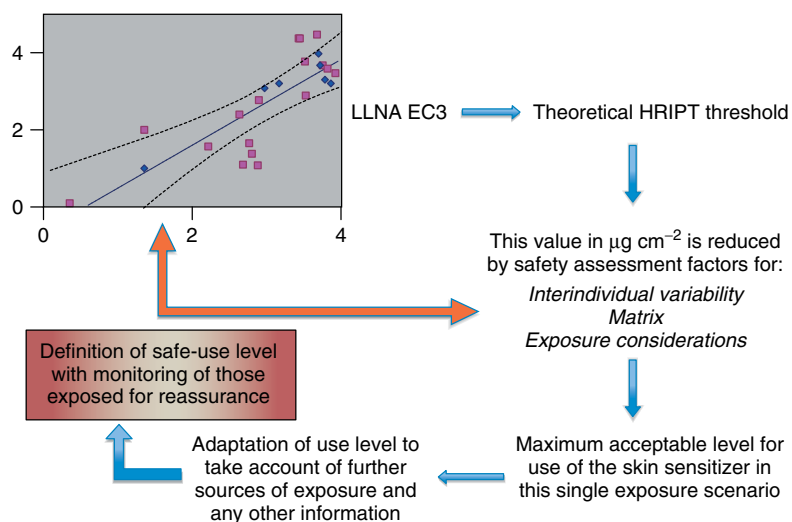 4
2
0
0
2
4
LLNA EC3
Theoretical HRIPT threshold
This value in μg cm⁻² is reduced
by safety assessment factors for:
Interindividual variability
Matrix
Exposure considerations
Maximum acceptable level for
use of the skin sensitizer in
this single exposure scenario
Adaptation of use level to
take account of further
sources of exposure and
any other information
Definition of safe-use level
with monitoring of those
exposed for reassurance